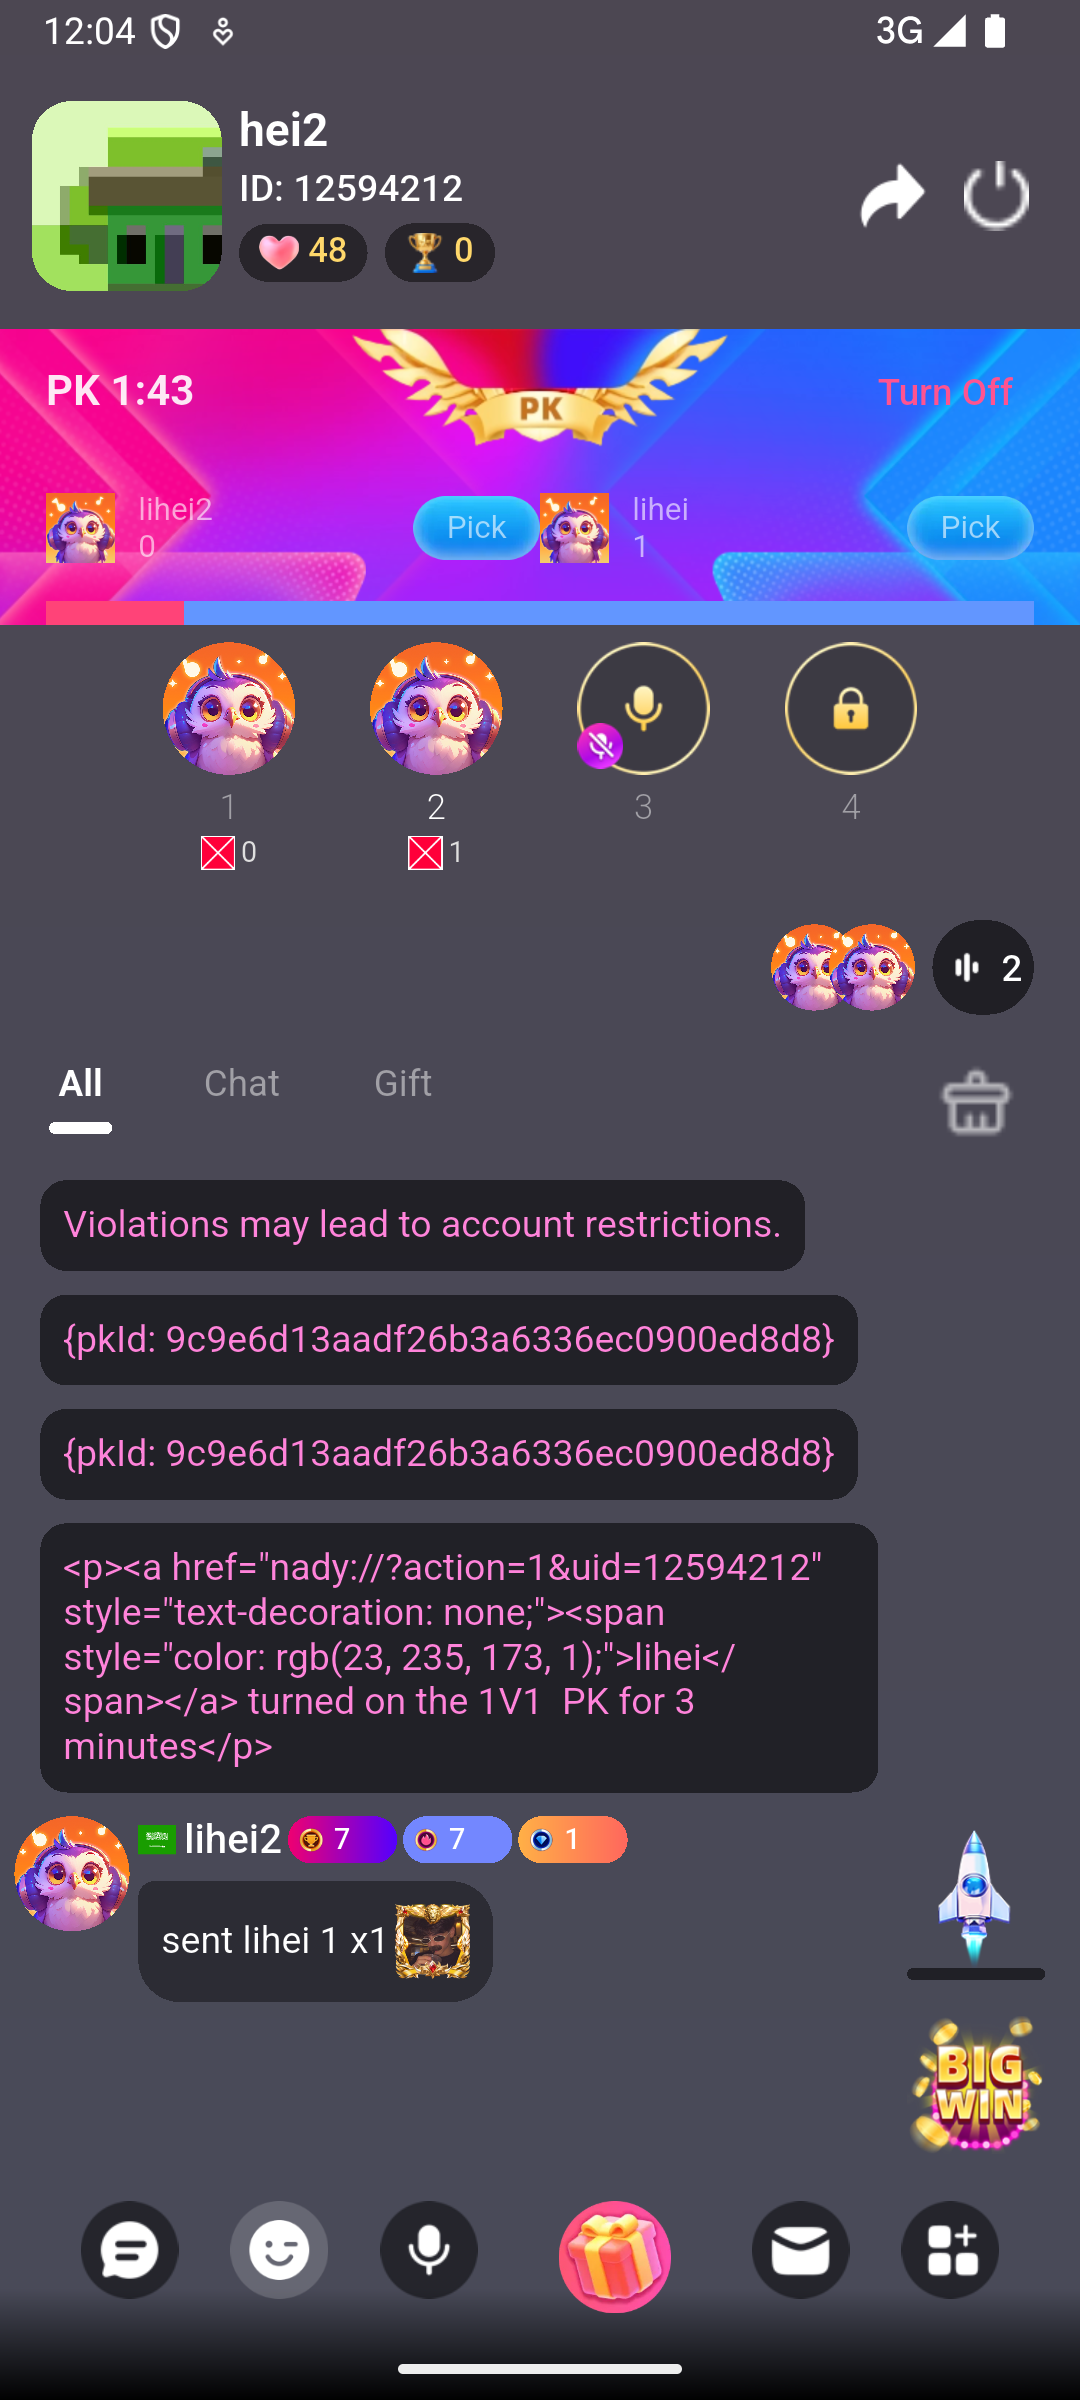 12:04
3G
hei2
ID: 12594212
48
0
PK 1:43
PK
Turn Off
lihei2
0
Pick
lihei
1
Pick
1
2
3
4
0
1
2
All
Chat
Gift
Violations may lead to account restrictions.
{pkId: 9c9e6d13aadf26b3a6336ec0900ed8d8}
{pkId: 9c9e6d13aadf26b3a6336ec0900ed8d8}
<p><a href="nady://?action=1&uid=12594212"
style="text-decoration: none;"><span
style="color: rgb(23, 235, 173, 1);">lihei</
span></a> turned on the 1V1  PK for 3
minutes</p>
lihei2
7
7
1
sent lihei 1 x1
BIG
WIN